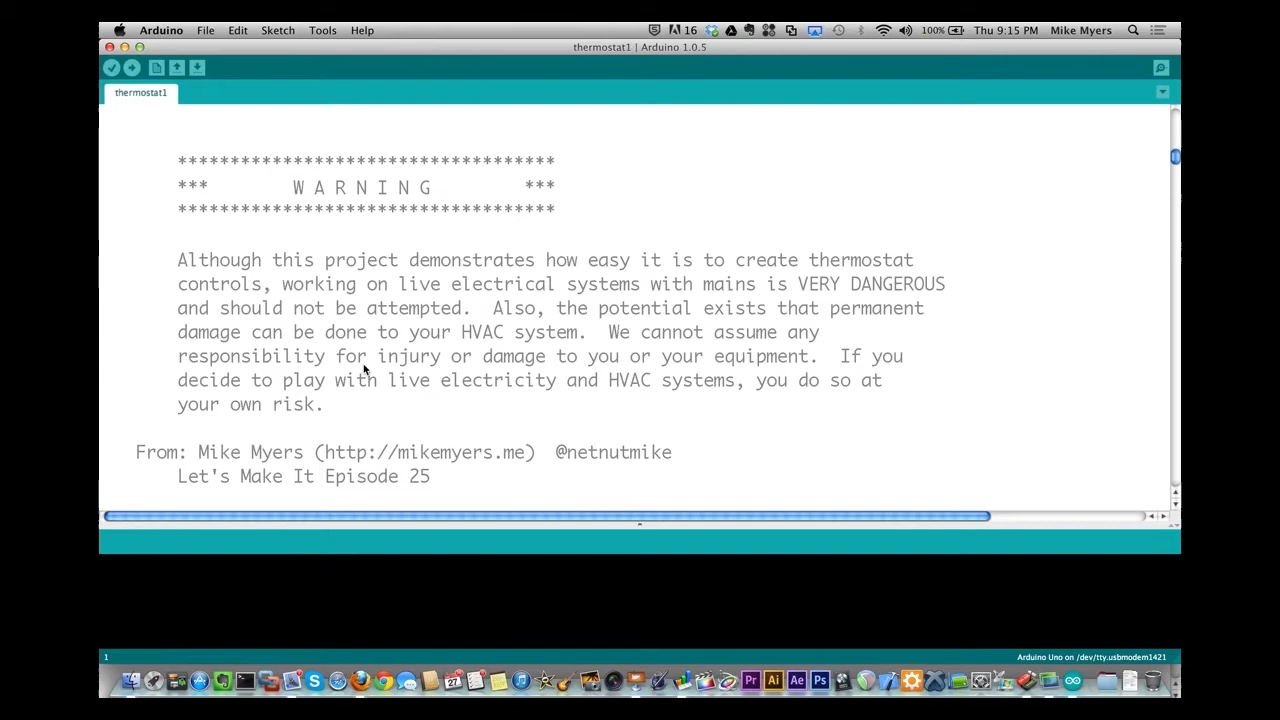 Arduino File Edit Sketch Tools Help 16 100% Thu 9:15 PM Mike Myers
thermostat1 | Arduino 1.0.5
thermostat1
***********************************
*** W A R N I N G ***
***********************************
Although this project demonstrates how easy it is to create thermostat
controls, working on live electrical systems with mains is VERY DANGEROUS
and should not be attempted. Also, the potential exists that permanent
damage can be done to your HVAC system. We cannot assume any
responsibility for injury or damage to you or your equipment. If you
decide to play with live electricity and HVAC systems, you do so at
your own risk.
From: Mike Myers (http://mikemyers.me) @netnutmike
Let's Make It Episode 25
1 Arduino Uno on /dev/tty.usbmodem1421
27 Pr Ai Ae Ps